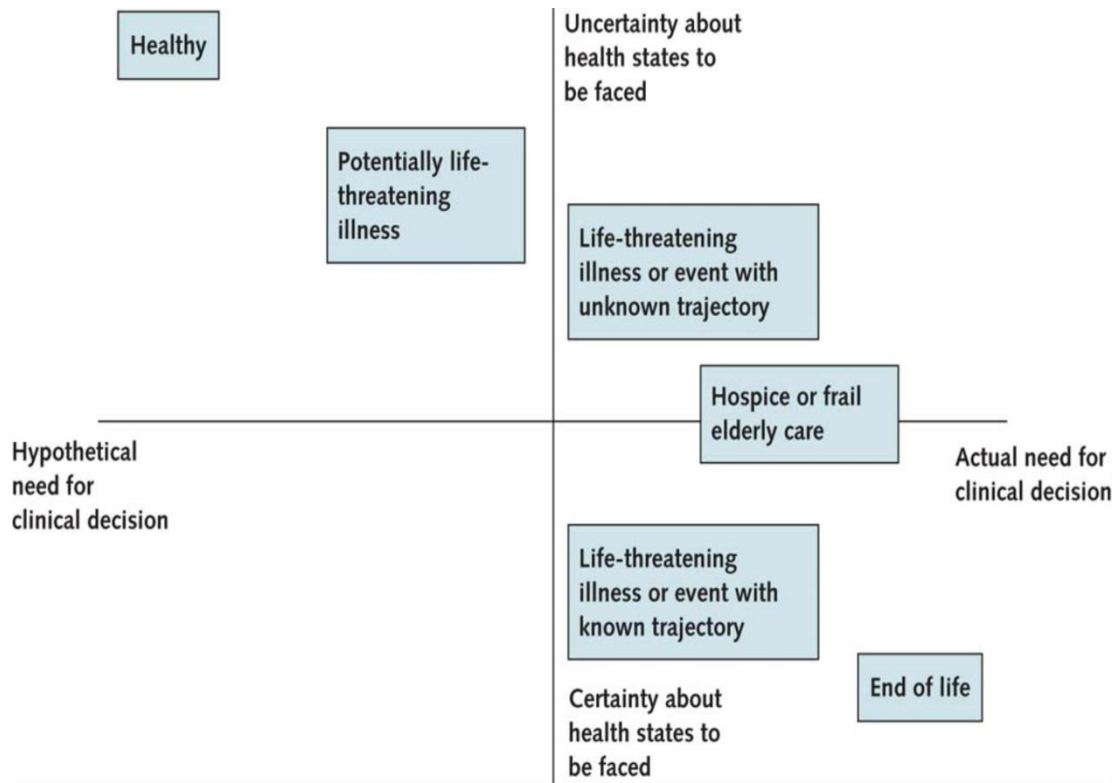 Healthy
Uncertainty about
health states to
be faced
Potentially life-
threatening
illness
Life-threatening
illness or event with
unknown trajectory
Hospice or frail
elderly care
Hypothetical
need for
clinical decision
Actual need for
clinical decision
Life-threatening
illness or event with
known trajectory
End of life
Certainty about
health states to
be faced